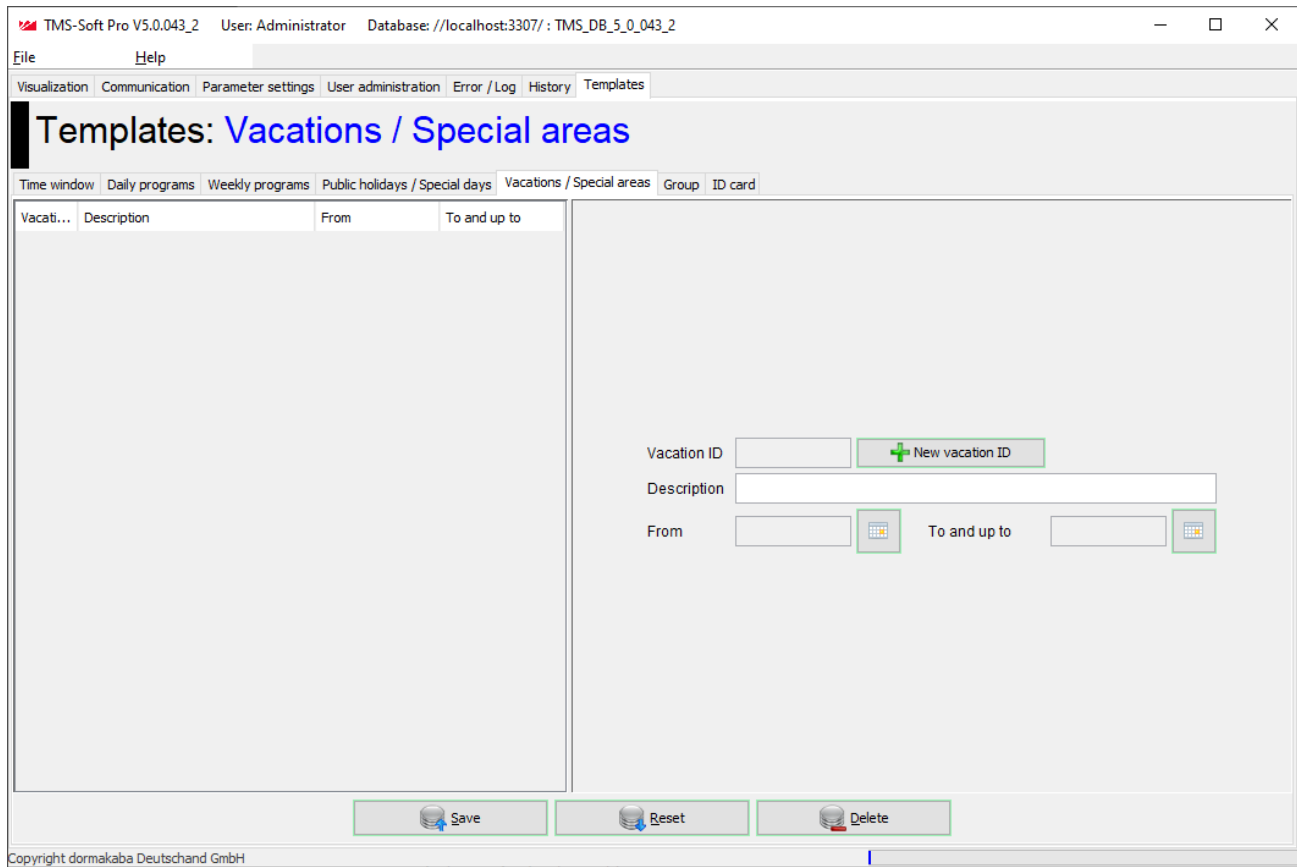 TMS-Soft Pro V5.0.043_2 User: Administrator Database: //localhost:3307/ : TMS_DB_5_0_043_2
File Help
Visualization Communication Parameter settings User administration Error / Log History Templates
Templates: Vacations / Special areas
Time window Daily programs Weekly programs Public holidays / Special days Vacations / Special areas Group ID card
Vacati... Description From To and up to
Vacation ID New vacation ID
Description
From To and up to
Save Reset Delete
Copyright dormakaba Deutschand GmbH